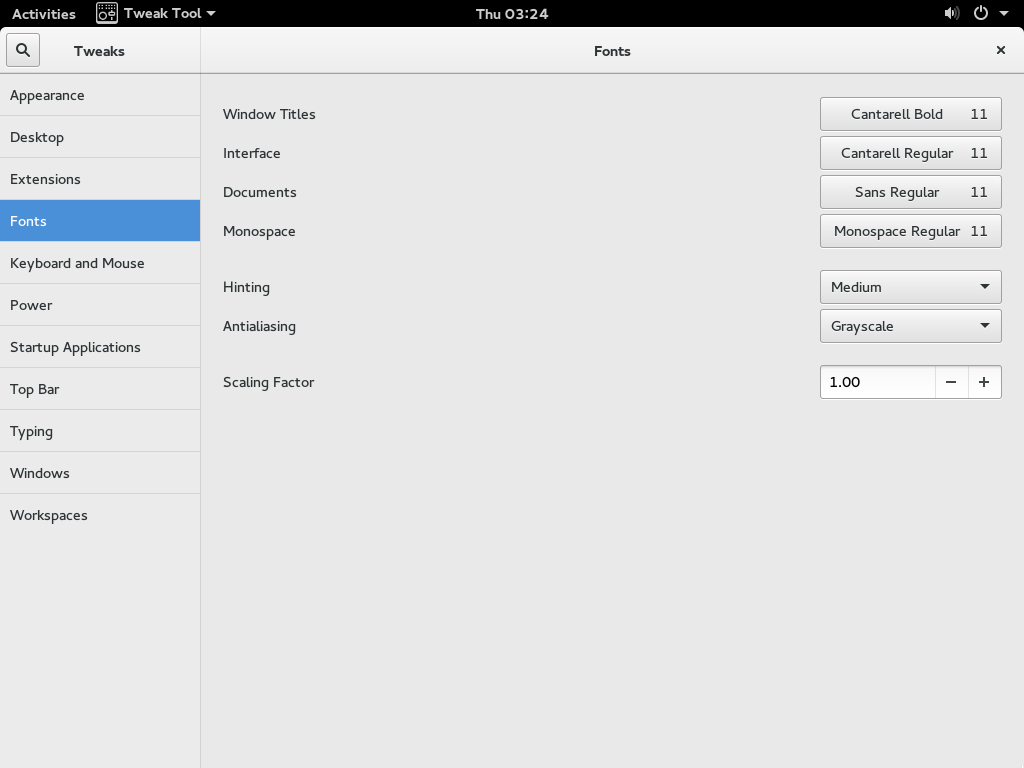 Activities Tweak Tool Thu 03:24
Tweaks Fonts
Appearance
Desktop
Extensions
Fonts
Keyboard and Mouse
Power
Startup Applications
Top Bar
Typing
Windows
Workspaces
Window Titles Cantarell Bold 11
Interface Cantarell Regular 11
Documents Sans Regular 11
Monospace Monospace Regular 11
Hinting Medium
Antialiasing Grayscale
Scaling Factor 1.00